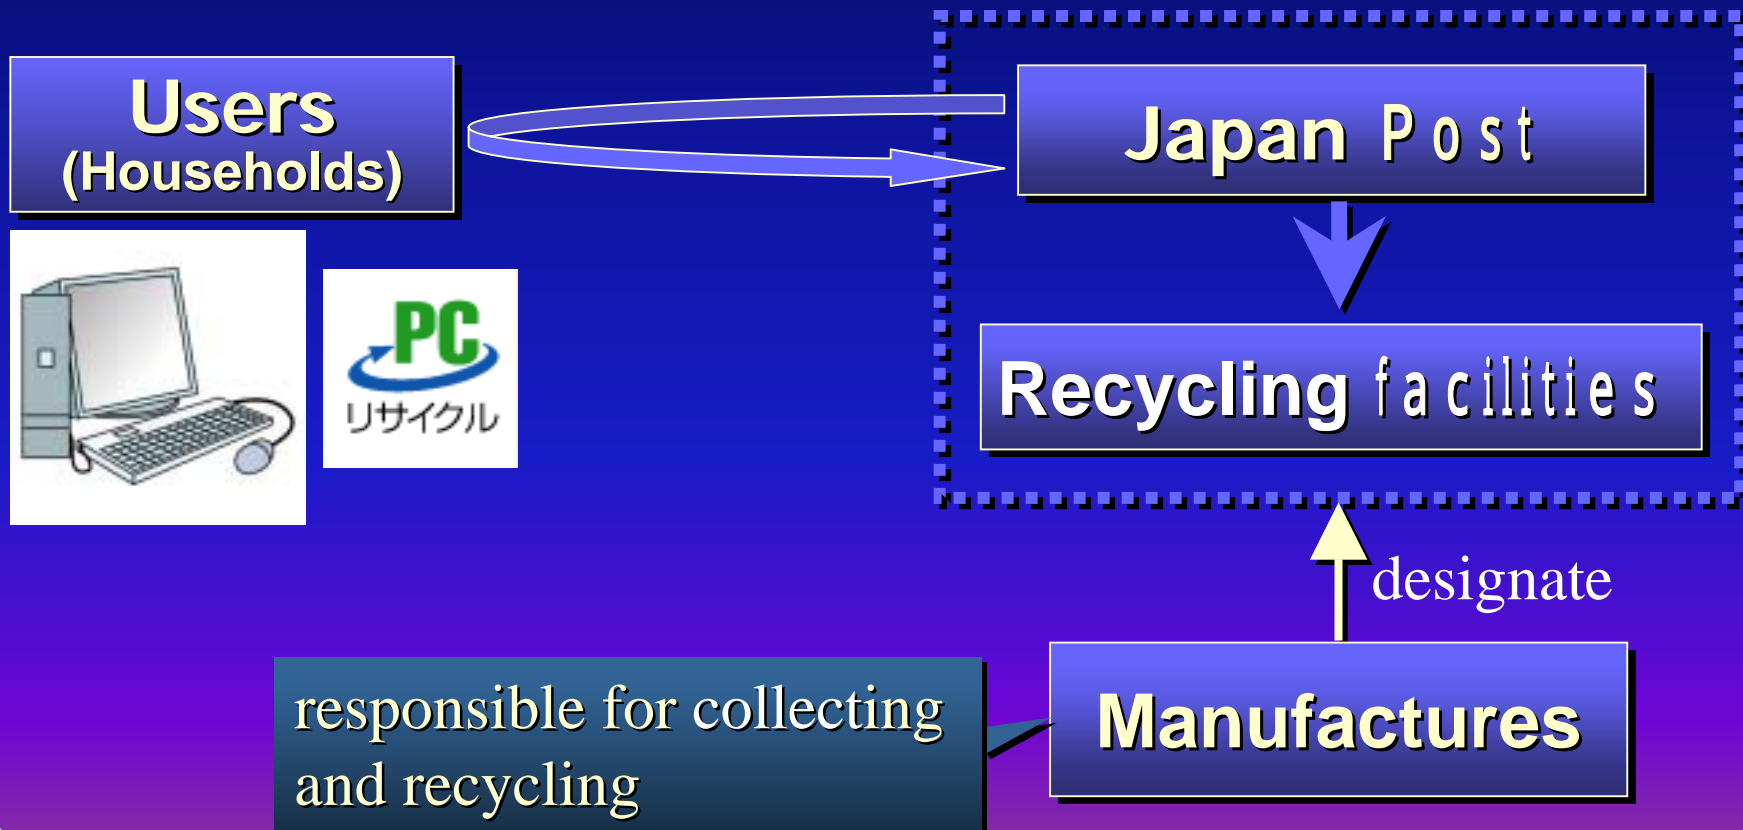 Users
(Households)
Japan Post
PC
リサイクル
Recycling facilities
designate
Manufactures
responsible for collecting
and recycling